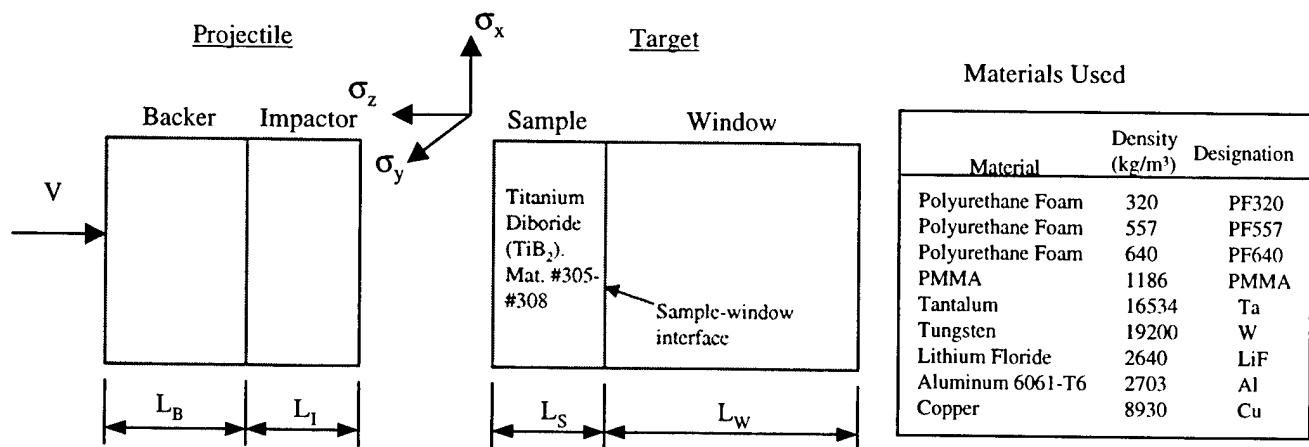 Projectile
Target
σx
σz
σy
Backer
Impactor
Sample
Window
V
Titanium
Diboride
(TiB2).
Mat. #305-
#308
Sample-window
interface
LB
LI
LS
LW
Materials Used
Material Density (kg/m³) Designation
Polyurethane Foam 320 PF320
Polyurethane Foam 557 PF557
Polyurethane Foam 640 PF640
PMMA 1186 PMMA
Tantalum 16534 Ta
Tungsten 19200 W
Lithium Floride 2640 LiF
Aluminum 6061-T6 2703 Al
Copper 8930 Cu